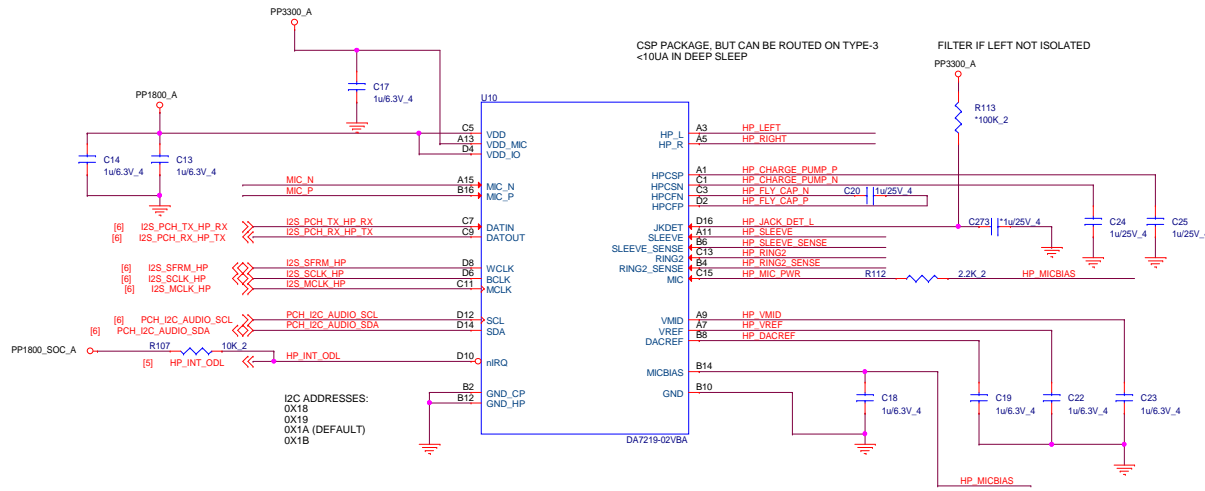 PP3300_A
CSP PACKAGE, BUT CAN BE ROUTED ON TYPE-3
<10UA IN DEEP SLEEP
FILTER IF LEFT NOT ISOLATED
PP3300_A
C17
1u/6.3V_4
PP1800_A
C14
1u/6.3V_4
C13
1u/6.3V_4
R113
*100K_2
U10
C5 VDD
A13 VDD_MIC
D4 VDD_IO
MIC_N A15 MIC_N
MIC_P B16 MIC_P
[6] I2S_PCH_TX_HP_RX I2S_PCH_TX_HP_RX C7 DATIN
[6] I2S_PCH_RX_HP_TX I2S_PCH_RX_HP_TX C9 DATOUT
[6] I2S_SFRM_HP I2S_SFRM_HP D8 WCLK
[6] I2S_SCLK_HP I2S_SCLK_HP D6 BCLK
[6] I2S_MCLK_HP I2S_MCLK_HP C11 MCLK
[6] PCH_I2C_AUDIO_SCL PCH_I2C_AUDIO_SCL D12 SCL
[6] PCH_I2C_AUDIO_SDA PCH_I2C_AUDIO_SDA D14 SDA
PP1800_SOC_A R107 10K_2
[5] HP_INT_ODL HP_INT_ODL D10 nIRQ
B2 GND_CP
B12 GND_HP
I2C ADDRESSES:
0X18
0X19
0X1A (DEFAULT)
0X1B
HP_L A3 HP_LEFT
HP_R A5 HP_RIGHT
HPCSP A1 HP_CHARGE_PUMP_P
HPCSN C1 HP_CHARGE_PUMP_N
HPCFN C3 HP_FLY_CAP_N C20 1u/25V_4
HPCFP D2 HP_FLY_CAP_P
JKDET D16 HP_JACK_DET_L C273 *1u/25V_4
SLEEVE A11 HP_SLEEVE
SLEEVE_SENSE B6 HP_SLEEVE_SENSE
RING2 C13 HP_RING2
RING2_SENSE B4 HP_RING2_SENSE
MIC C15 HP_MIC_PWR R112 2.2K_2 HP_MICBIAS
C24
1u/25V_4
C25
1u/25V_4
VMID A9 HP_VMID
VREF A7 HP_VREF
DACREF B8 HP_DACREF
MICBIAS B14
GND B10
C18
1u/6.3V_4
C19
1u/6.3V_4
C22
1u/6.3V_4
C23
1u/6.3V_4
DA7219-02VBA
HP_MICBIAS